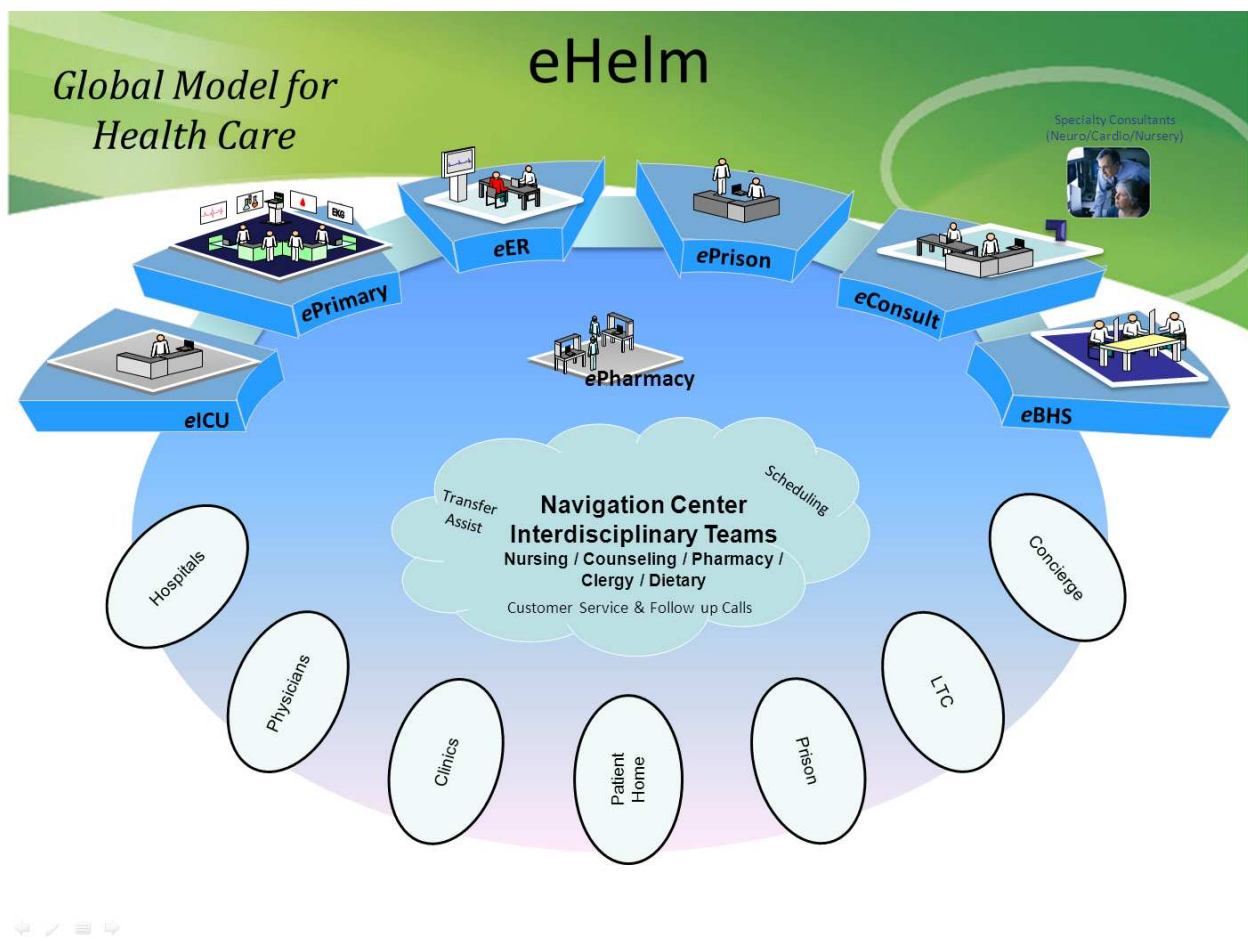 eHelm
Global Model for
Health Care
Specialty Consultants
(Neuro/Cardio/Nursery)
EKG
eER
ePrison
ePrimary
eConsult
ePharmacy
eICU
eBHS
Transfer
Assist
Scheduling
Navigation Center
Interdisciplinary Teams
Nursing / Counseling / Pharmacy /
Clergy / Dietary
Customer Service & Follow up Calls
Hospitals
Physicians
Clinics
Patient
Home
Prison
LTC
Concierge